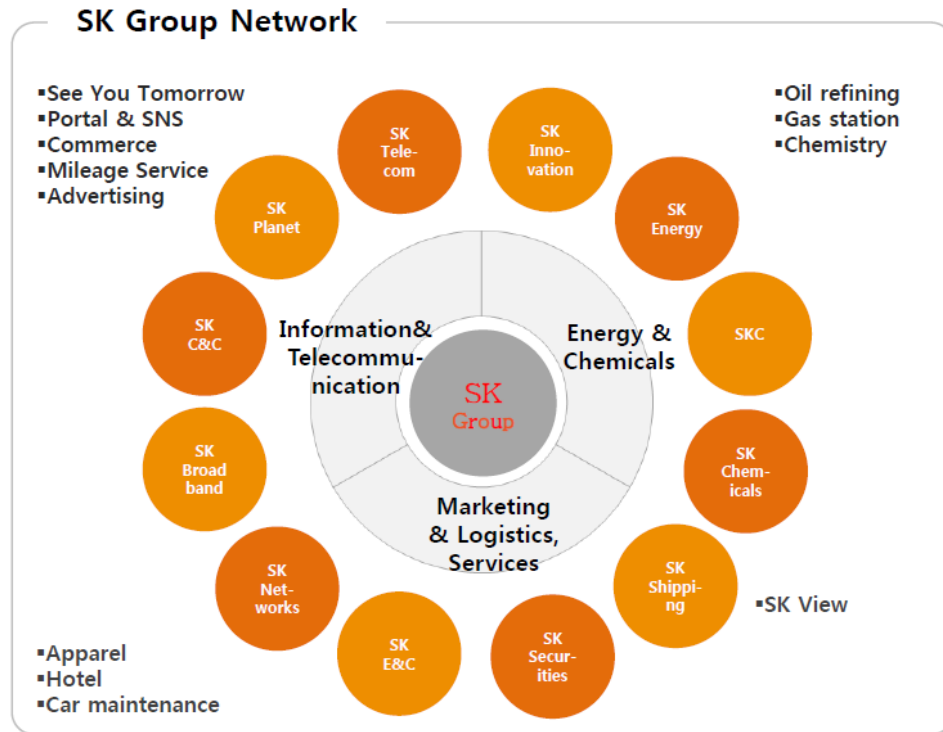 SK Group Network
▪See You Tomorrow
▪Portal & SNS
▪Commerce
▪Mileage Service
▪Advertising
▪Oil refining
▪Gas station
▪Chemistry
SK
Tele-
com
SK
Inno-
vation
SK
Planet
SK
Energy
SK
C&C
SKC
Information&
Telecommu-
nication
Energy &
Chemicals
SK
Group
SK
Broad
band
SK
Chem-
icals
Marketing
& Logistics,
Services
SK
Net-
works
SK
Shippi-
ng
SK
E&C
SK
Secur-
ities
▪SK View
▪Apparel
▪Hotel
▪Car maintenance